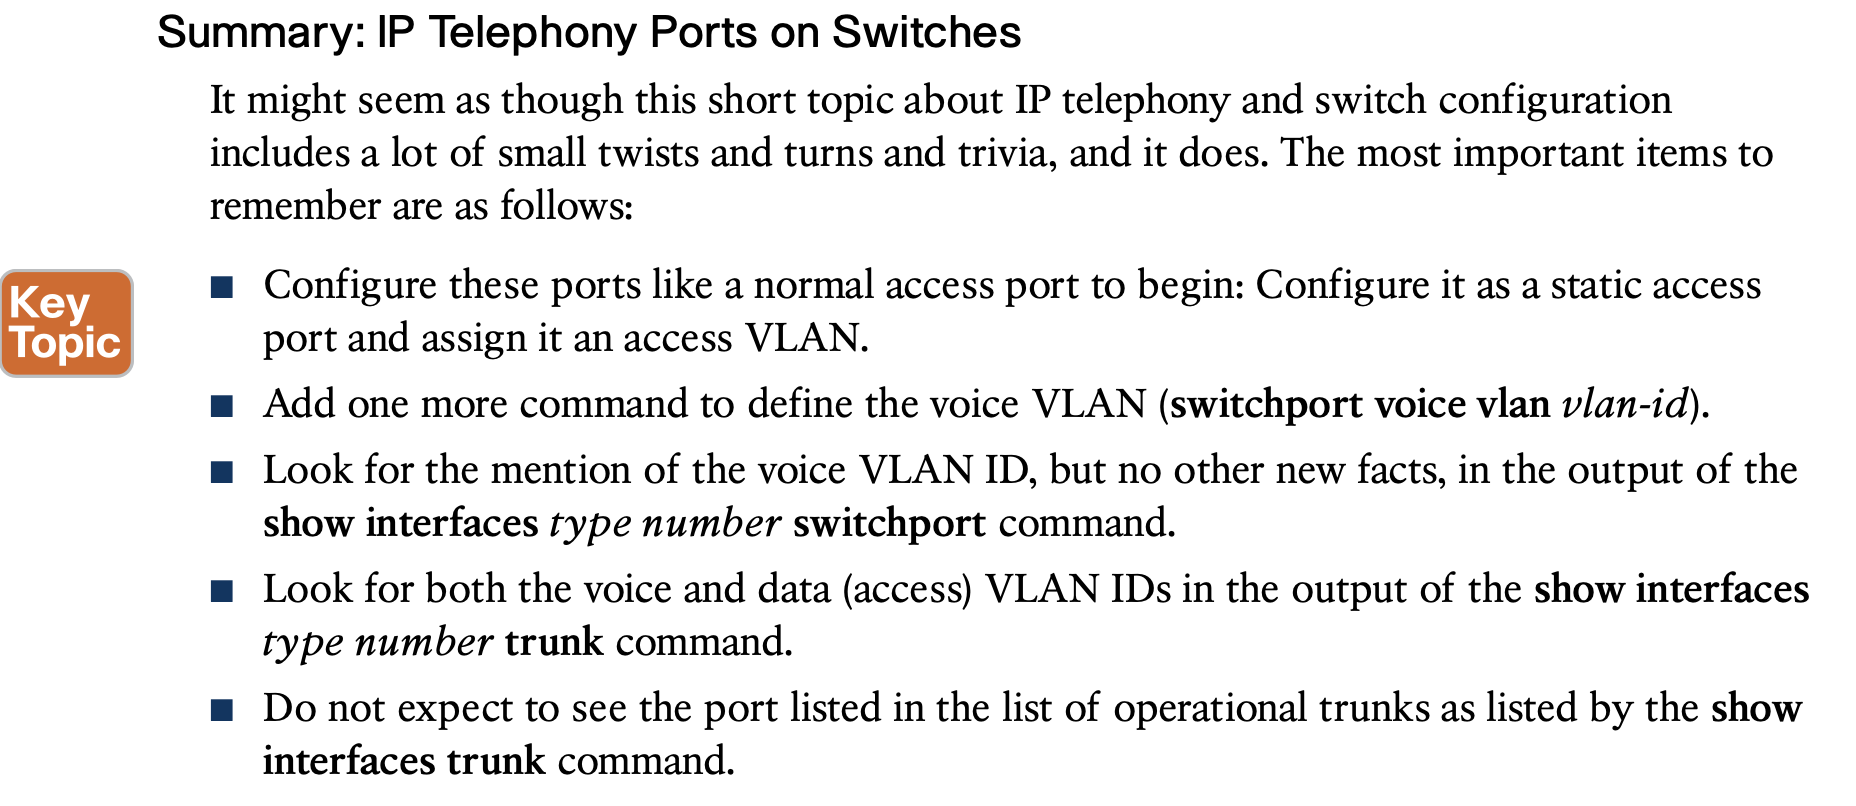 Summary: IP Telephony Ports on Switches
It might seem as though this short topic about IP telephony and switch configuration
includes a lot of small twists and turns and trivia, and it does. The most important items to
remember are as follows:
Key
Topic
■ Configure these ports like a normal access port to begin: Configure it as a static access
port and assign it an access VLAN.
■ Add one more command to define the voice VLAN (switchport voice vlan vlan-id).
■ Look for the mention of the voice VLAN ID, but no other new facts, in the output of the
show interfaces type number switchport command.
■ Look for both the voice and data (access) VLAN IDs in the output of the show interfaces
type number trunk command.
■ Do not expect to see the port listed in the list of operational trunks as listed by the show
interfaces trunk command.